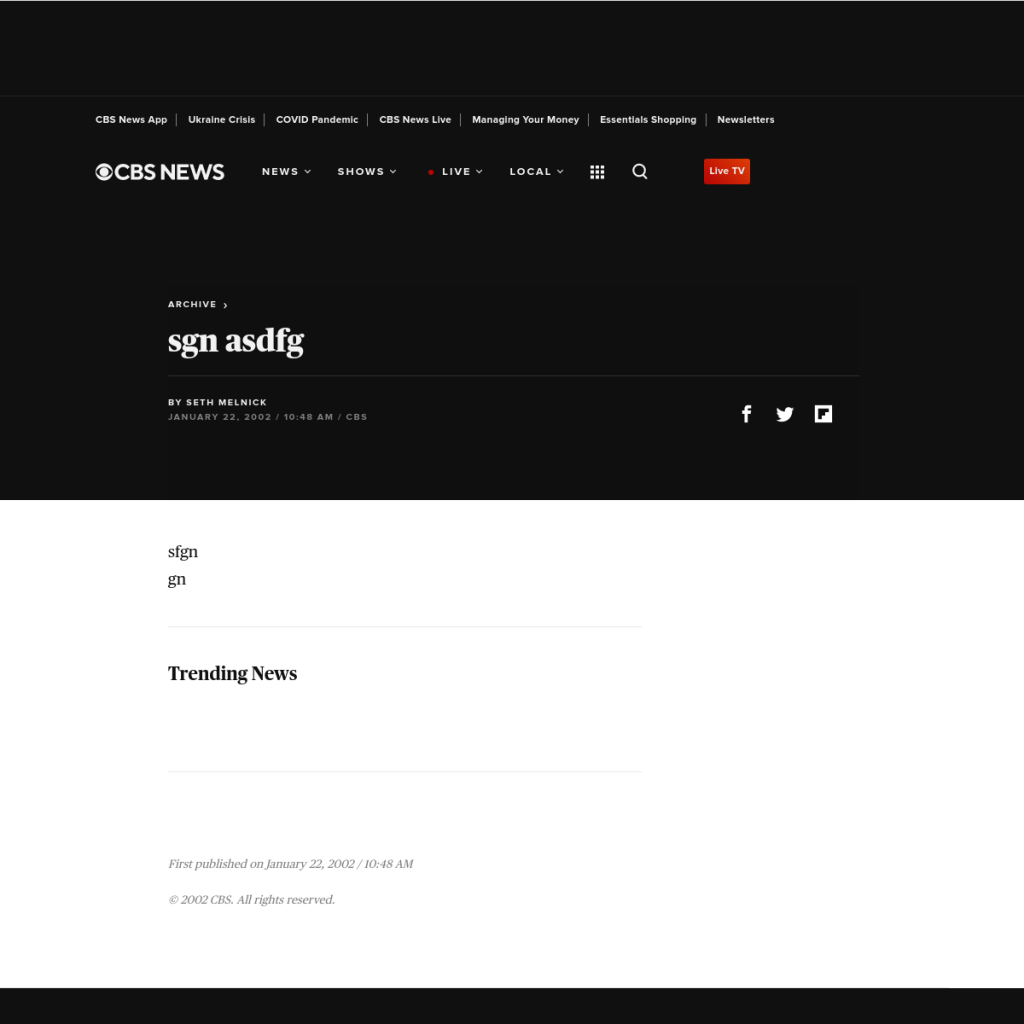 CBS News App Ukraine Crisis COVID Pandemic CBS News Live Managing Your Money Essentials Shopping Newsletters
CBS NEWS NEWS SHOWS LIVE LOCAL Live TV
ARCHIVE
sgn asdfg
BY SETH MELNICK
JANUARY 22, 2002 / 10:48 AM / CBS
sfgn
gn
Trending News
First published on January 22, 2002 / 10:48 AM
© 2002 CBS. All rights reserved.